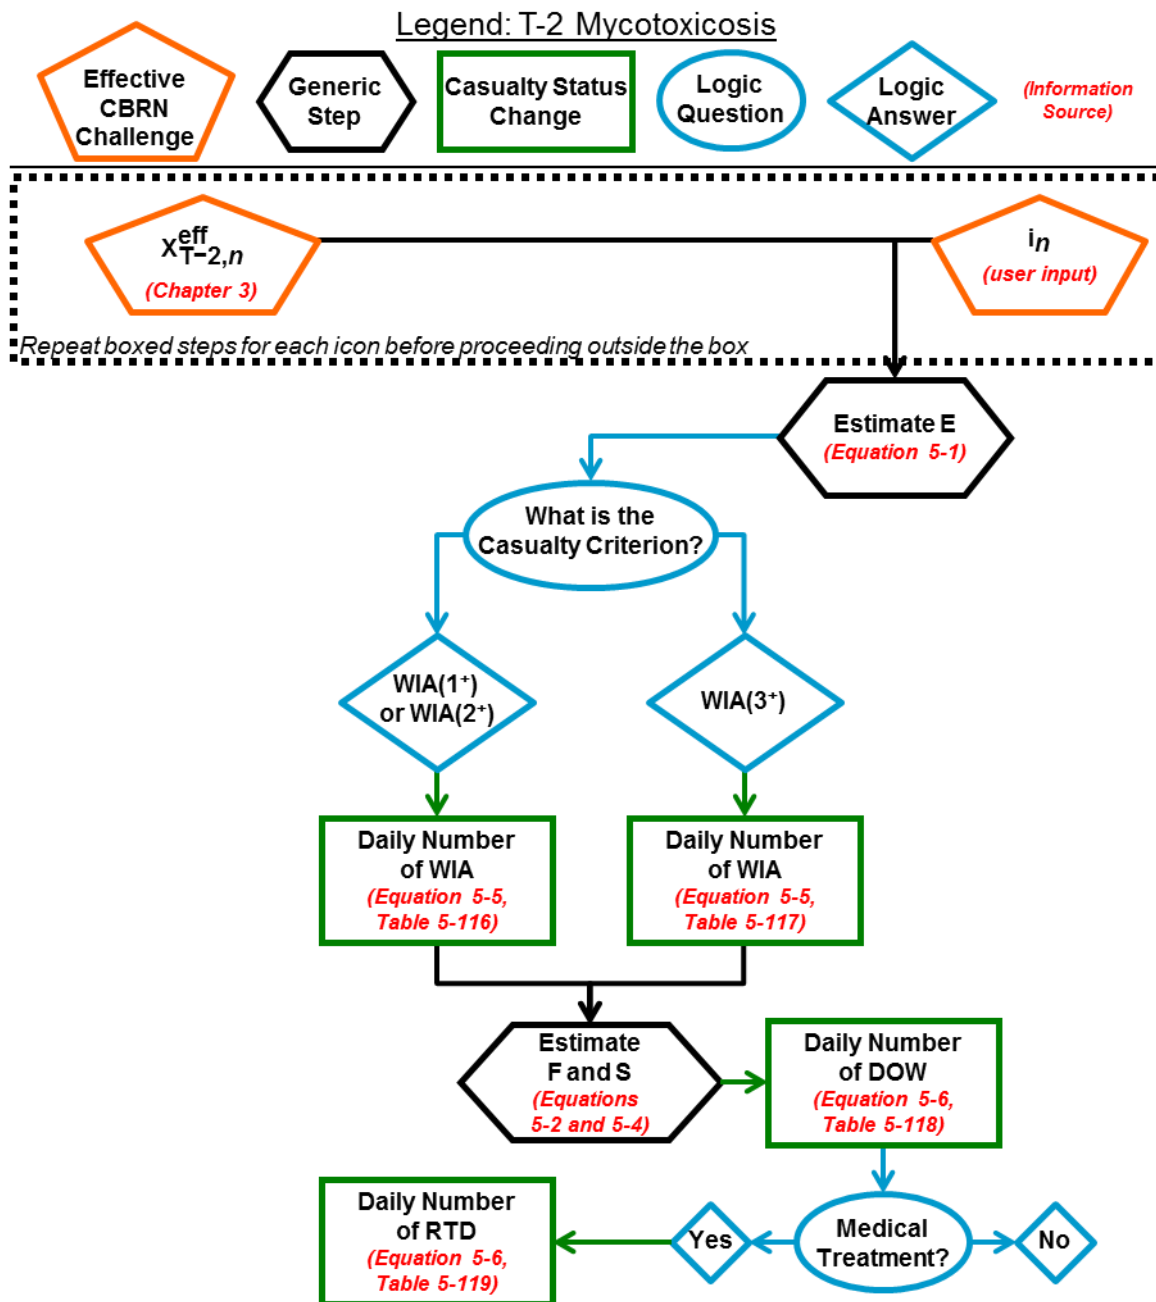 Legend: T-2 Mycotoxicosis
Effective
CBRN
Challenge
Generic
Step
Casualty Status
Change
Logic
Question
Logic
Answer
(Information
Source)
X^eff_T−2,n
(Chapter 3)
i_n
(user input)
Repeat boxed steps for each icon before proceeding outside the box
Estimate E
(Equation 5-1)
What is the
Casualty Criterion?
WIA(1⁺)
or WIA(2⁺)
WIA(3⁺)
Daily Number
of WIA
(Equation 5-5,
Table 5-116)
Daily Number
of WIA
(Equation 5-5,
Table 5-117)
Estimate
F and S
(Equations
5-2 and 5-4)
Daily Number
of DOW
(Equation 5-6,
Table 5-118)
Daily Number
of RTD
(Equation 5-6,
Table 5-119)
Yes
Medical
Treatment?
No